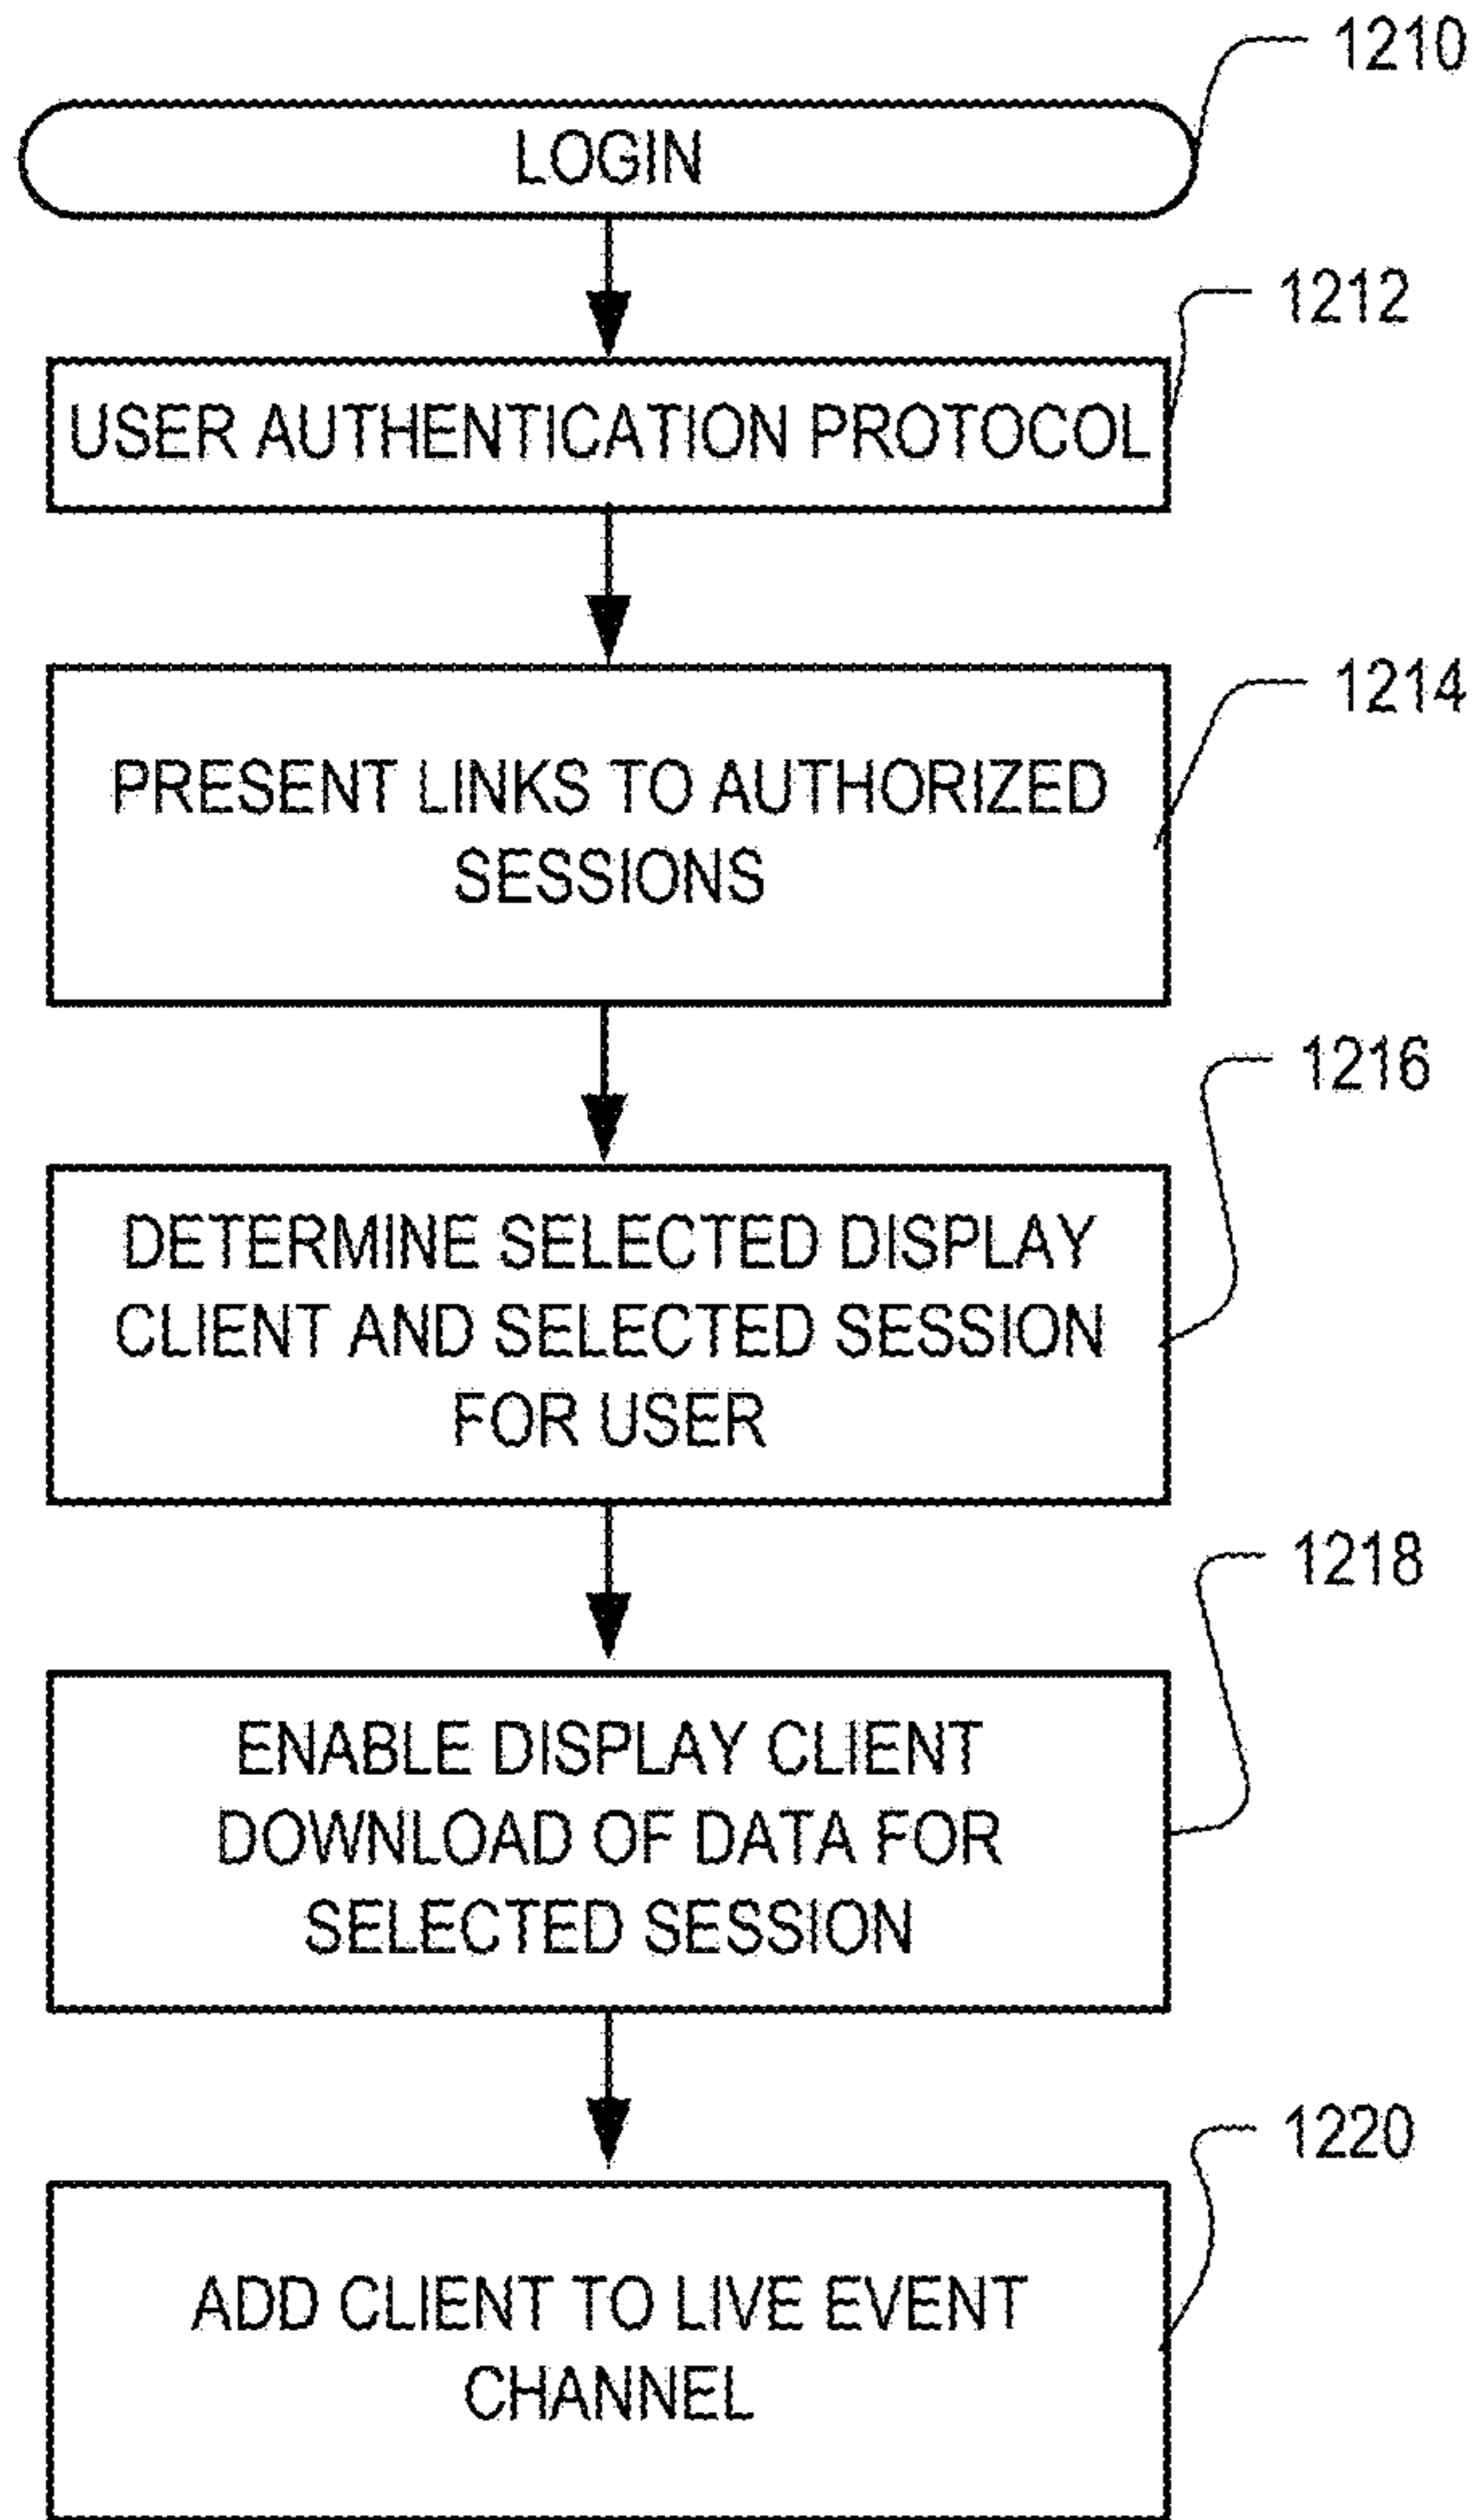 1210
LOGIN
1212
USER AUTHENTICATION PROTOCOL
1214
PRESENT LINKS TO AUTHORIZED
SESSIONS
1216
DETERMINE SELECTED DISPLAY
CLIENT AND SELECTED SESSION
FOR USER
1218
ENABLE DISPLAY CLIENT
DOWNLOAD OF DATA FOR
SELECTED SESSION
1220
ADD CLIENT TO LIVE EVENT
CHANNEL